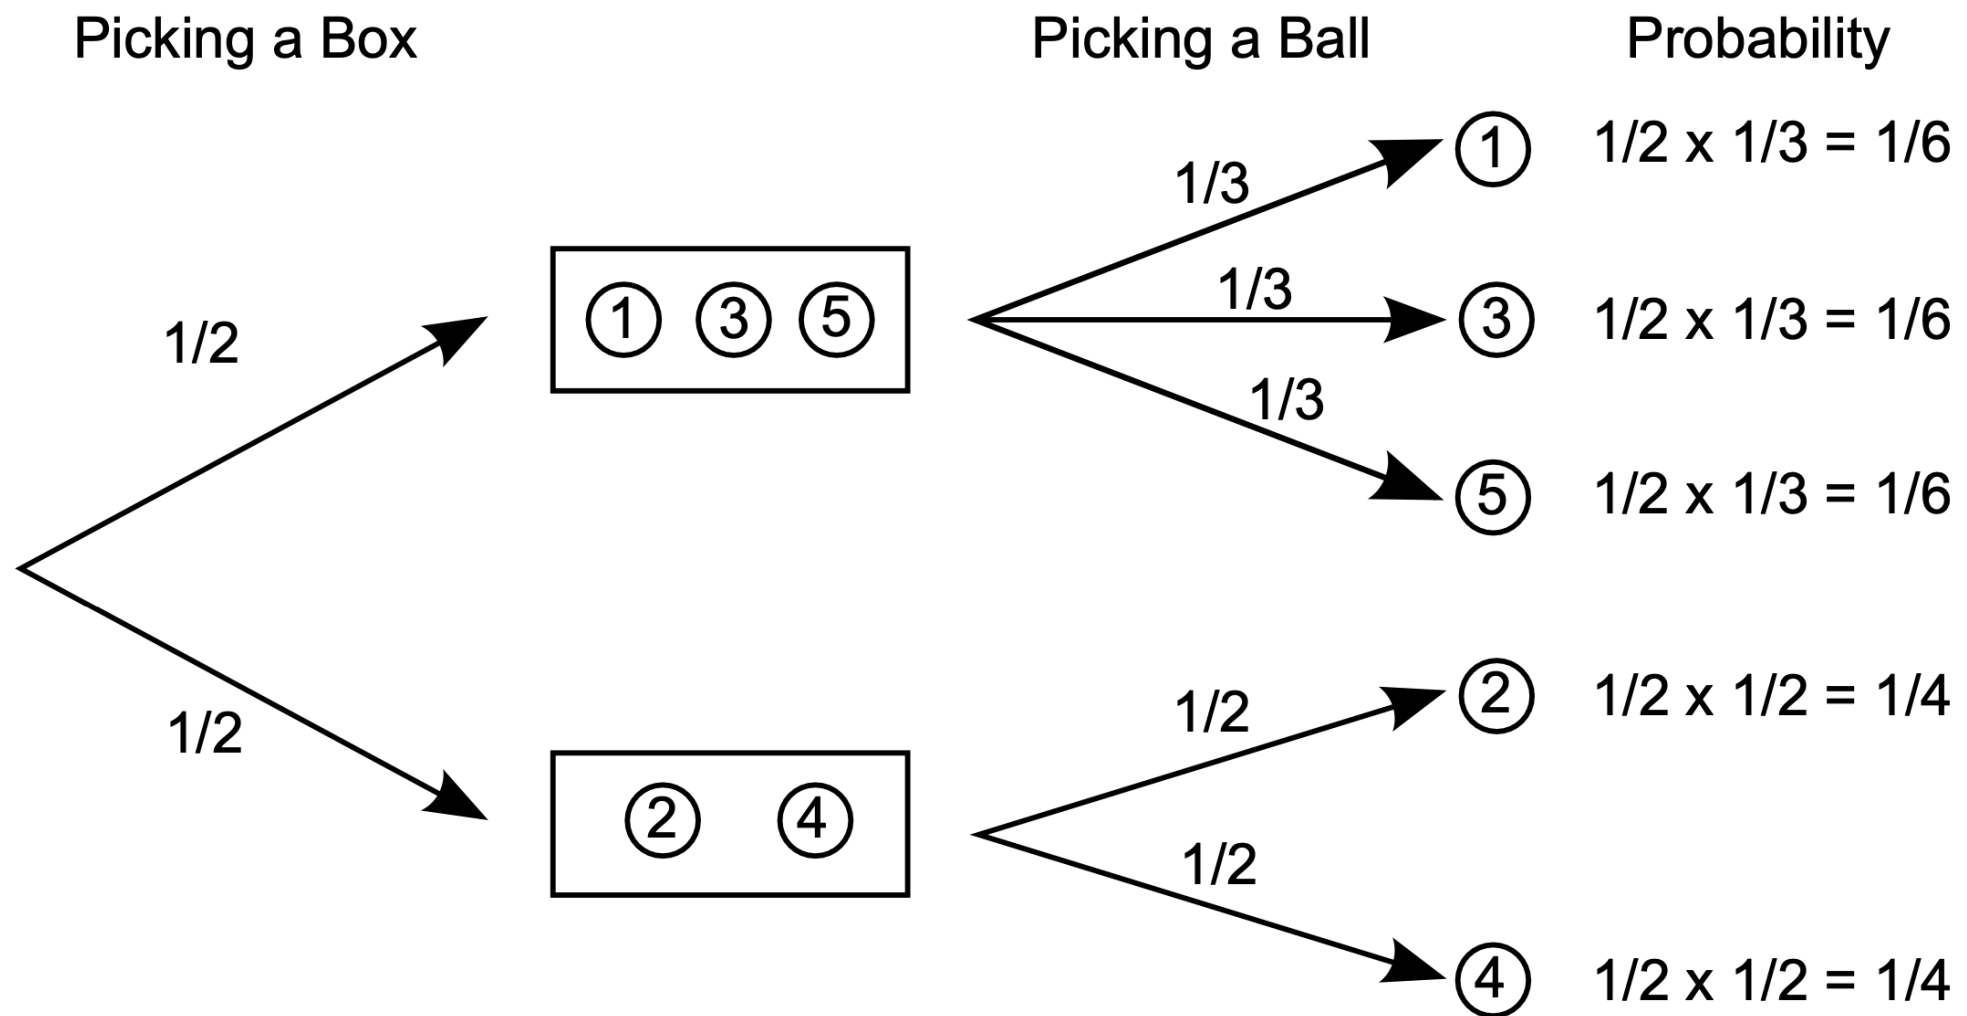 Picking a Box
Picking a Ball
Probability
1/2
1 3 5
1/3
1 1/2 x 1/3 = 1/6
1/3
3 1/2 x 1/3 = 1/6
1/3
5 1/2 x 1/3 = 1/6
1/2
2 4
1/2
2 1/2 x 1/2 = 1/4
1/2
4 1/2 x 1/2 = 1/4